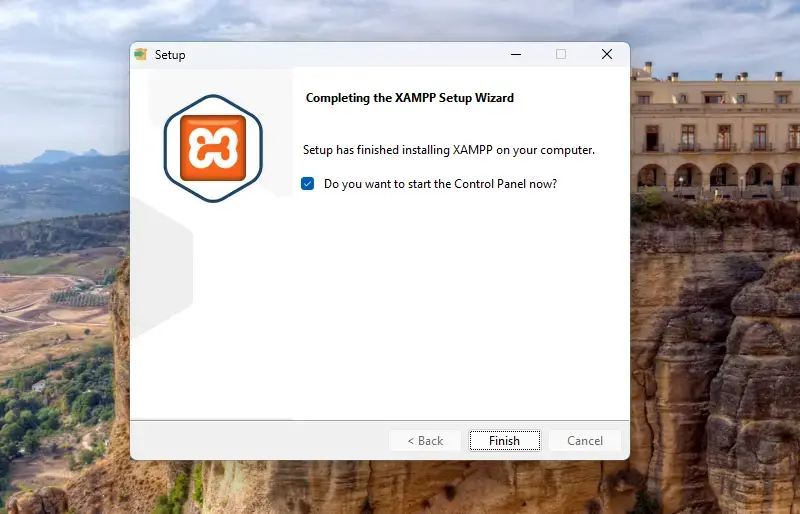 Setup
Completing the XAMPP Setup Wizard
Setup has finished installing XAMPP on your computer.
Do you want to start the Control Panel now?
< Back
Finish
Cancel